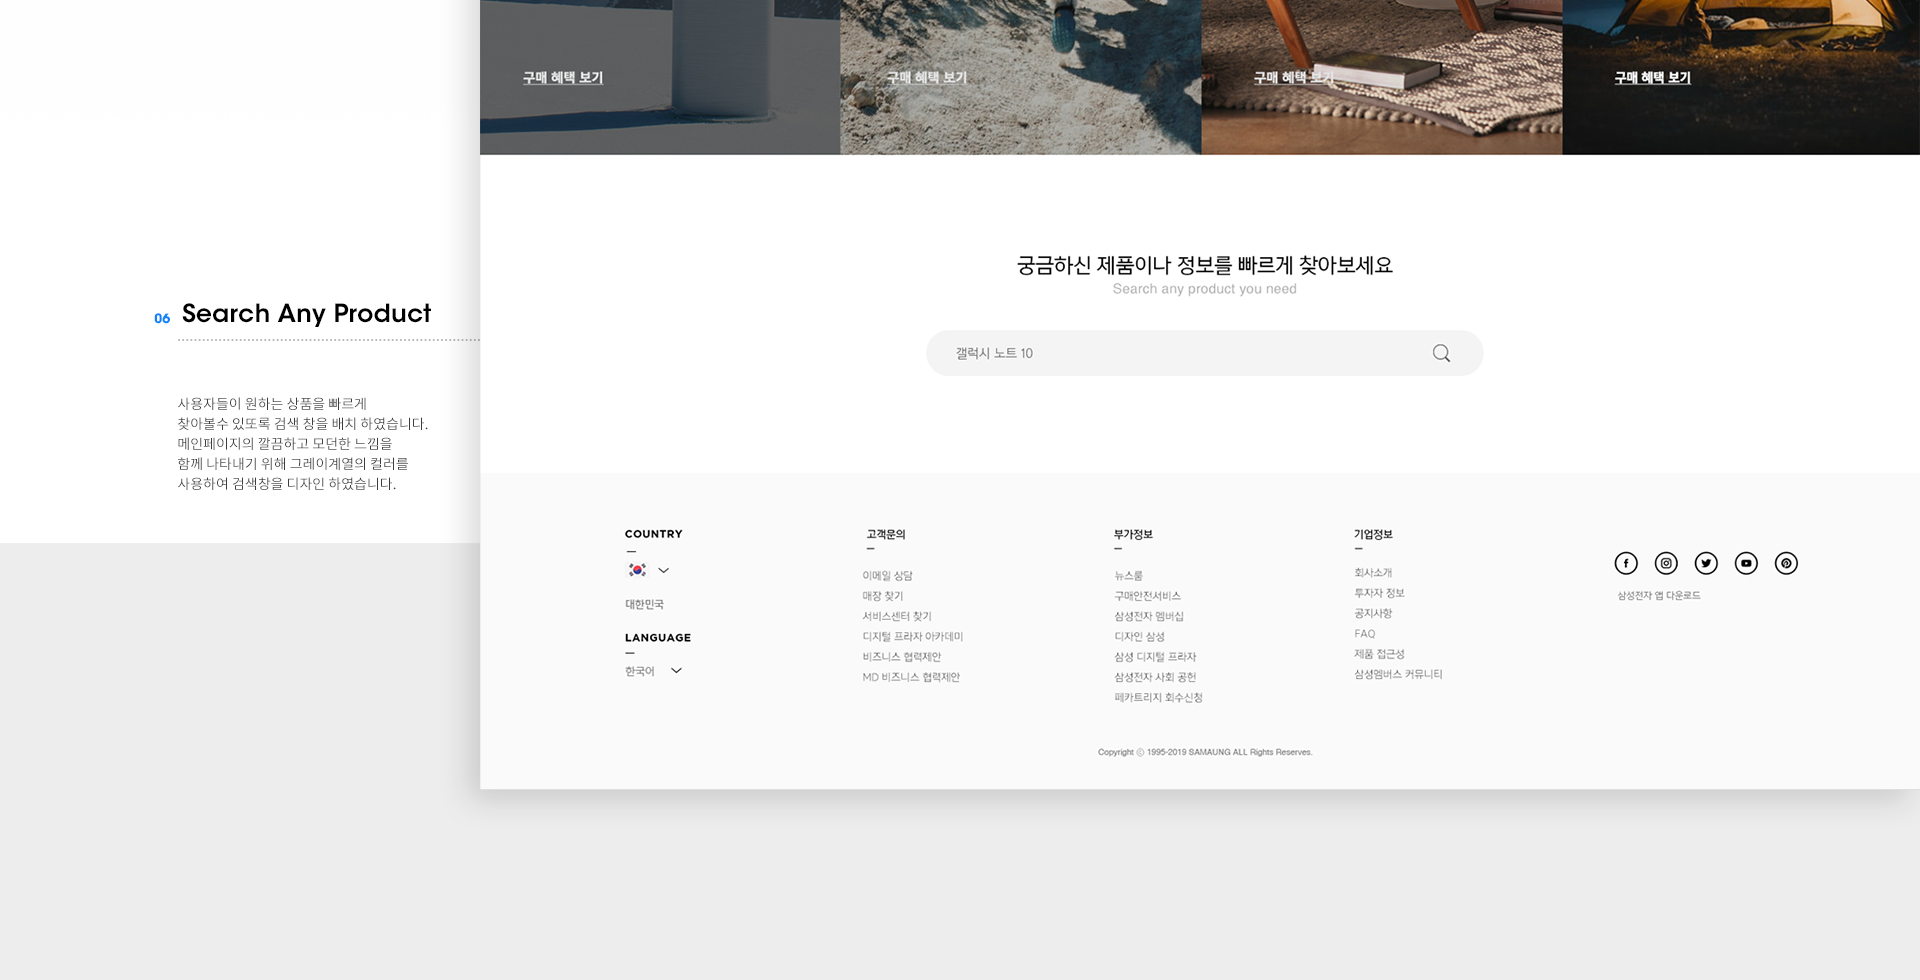 구매 혜택 보기
구매 혜택 보기
구매 혜택 보기
구매 혜택 보기
06 Search Any Product
사용자들이 원하는 상품을 빠르게
찾아볼수 있또록 검색 창을 배치 하였습니다.
메인페이지의 깔끔하고 모던한 느낌을
함께 나타내기 위해 그레이계열의 컬러를
사용하여 검색창을 디자인 하였습니다.
궁금하신 제품이나 정보를 빠르게 찾아보세요
Search any product you need
갤럭시 노트 10
COUNTRY
대한민국
LANGUAGE
한국어
고객문의
이메일 상담
매장 찾기
서비스센터 찾기
디지털 프라자 아카데미
비즈니스 협력제안
MD 비즈니스 협력제안
부가정보
뉴스룸
구매안전서비스
삼성전자 멤버십
디자인 삼성
삼성 디지털 프라자
삼성전자 사회 공헌
폐카트리지 회수신청
기업정보
회사소개
투자자 정보
공지사항
FAQ
제품 접근성
삼성멤버스 커뮤니티
삼성전자 앱 다운로드
Copyright ⓒ 1995-2019 SAMAUNG ALL Rights Reserves.